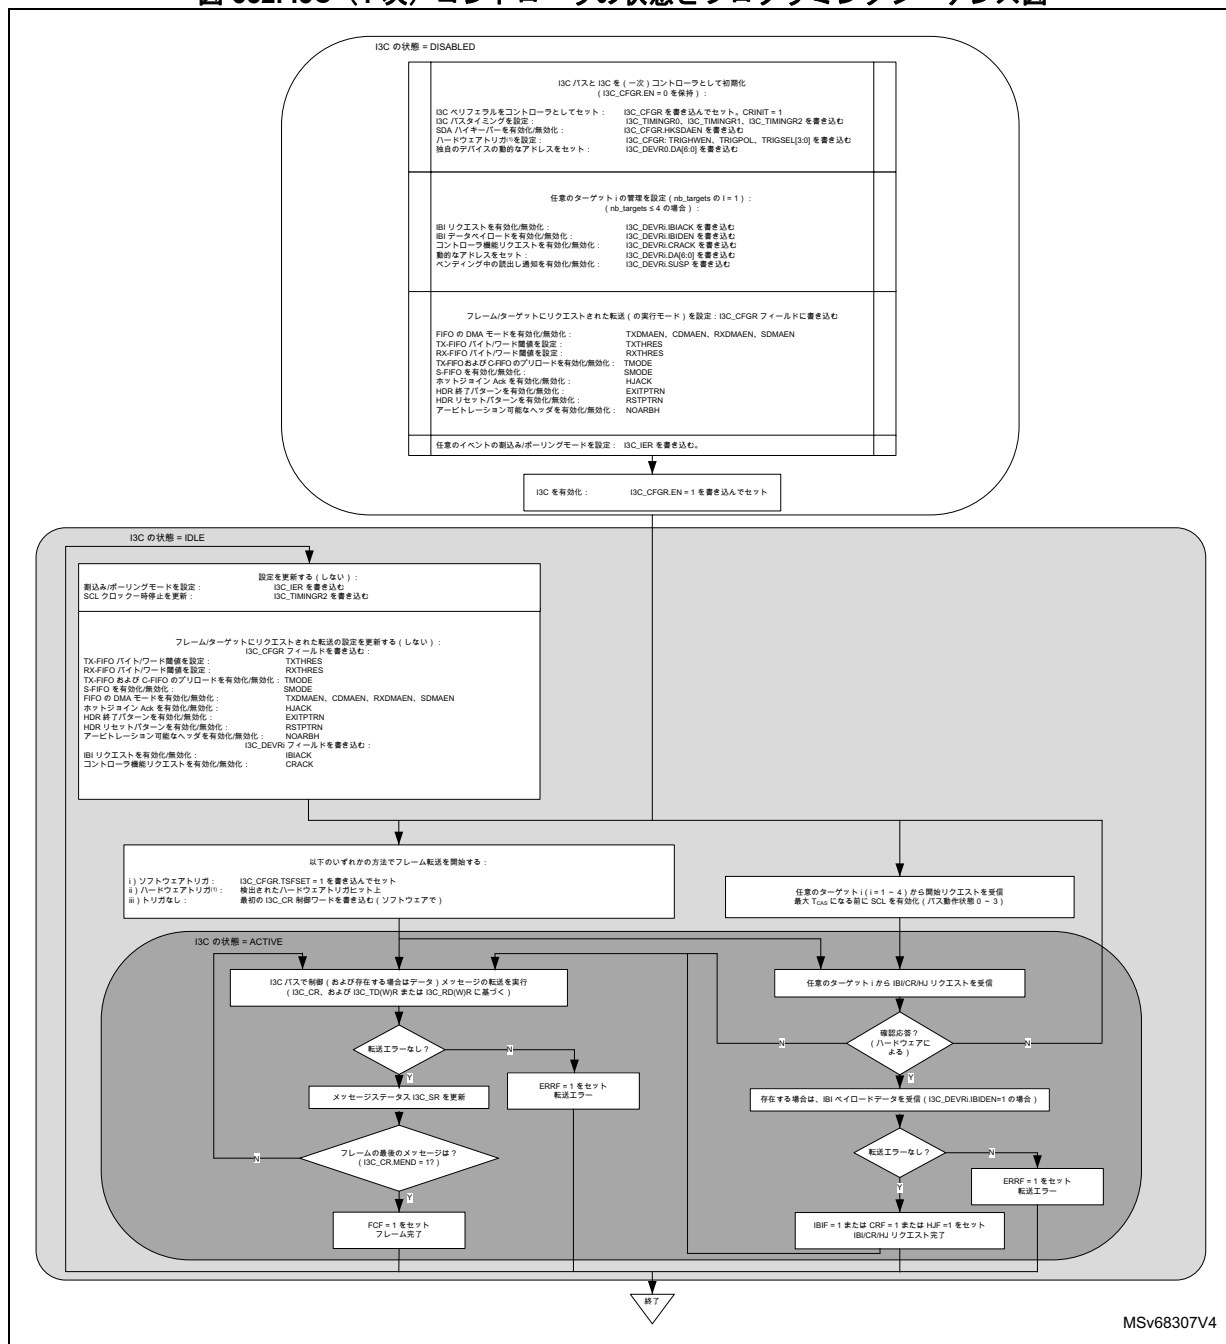 I3C の状態 = DISABLED
I3C バスと I3C を ( 一次 ) コントローラとして初期化
( I3C_CFGR.EN = 0 を保持 ) :
I3C ペリフェラルをコントローラとしてセット : I3C_CFGR を書き込んでセット。CRINIT = 1
I3C バスタイミングを設定 : I3C_TIMINGR0、I3C_TIMINGR1、I3C_TIMINGR2 を書き込む
SDA ハイキーパーを有効化/無効化 : I3C_CFGR.HKSDAEN を書き込む
ハードウェアトリガ(1)を設定 : I3C_CFGR: TRIGHWEN、TRIGPOL、TRIGSEL[3:0] を書き込む
独自のデバイスの動的なアドレスをセット : I3C_DEVR0.DA[6:0] を書き込む
任意のターゲット i の管理を設定 ( nb_targets の I = 1 ) :
( nb_targets ≤ 4 の場合 ) :
IBI リクエストを有効化/無効化 : I3C_DEVRi.IBIACK を書き込む
IBI データペイロードを有効化/無効化 : I3C_DEVRi.IBIDEN を書き込む
コントローラ機能リクエストを有効化/無効化 : I3C_DEVRi.CRACK を書き込む
動的なアドレスをセット : I3C_DEVRi.DA[6:0] を書き込む
ペンディング中の読出し通知を有効化/無効化 : I3C_DEVRi.SUSP を書き込む
フレーム/ターゲットにリクエストされた転送 ( の実行モード ) を設定 : I3C_CFGR フィールドに書き込む
FIFO の DMA モードを有効化/無効化 : TXDMAEN、CDMAEN、RXDMAEN、SDMAEN
TX-FIFO バイト/ワード閾値を設定 : TXTHRES
RX-FIFO バイト/ワード閾値を設定 : RXTHRES
TX-FIFO および C-FIFO のプリロードを有効化/無効化 : TMODE
S-FIFO を有効化/無効化 : SMODE
ホットジョイン Ack を有効化/無効化 : HJACK
HDR 終了パターンを有効化/無効化 : EXITPTRN
HDR リセットパターンを有効化/無効化 : RSTPTRN
アービトレーション可能なヘッダを有効化/無効化 : NOARBH
任意のイベントの割込み/ポーリングモードを設定 : I3C_IER を書き込む。
I3C を有効化 : I3C_CFGR.EN = 1 を書き込んでセット
I3C の状態 = IDLE
設定を更新する ( しない ) :
割込み/ポーリングモードを設定 : I3C_IER を書き込む
SCL クロック一時停止を更新 : I3C_TIMINGR2 を書き込む
フレーム/ターゲットにリクエストされた転送の設定を更新する ( しない ) :
I3C_CFGR フィールドを書き込む :
TX-FIFO バイト/ワード閾値を設定 : TXTHRES
RX-FIFO バイト/ワード閾値を設定 : RXTHRES
TX-FIFO および C-FIFO のプリロードを有効化/無効化 : TMODE
S-FIFO を有効化/無効化 : SMODE
FIFO の DMA モードを有効化/無効化 : TXDMAEN、CDMAEN、RXDMAEN、SDMAEN
ホットジョイン Ack を有効化/無効化 : HJACK
HDR 終了パターンを有効化/無効化 : EXITPTRN
HDR リセットパターンを有効化/無効化 : RSTPTRN
アービトレーション可能なヘッダを有効化/無効化 : NOARBH
I3C_DEVRi フィールドを書き込む :
IBI リクエストを有効化/無効化 : IBIACK
コントローラ機能リクエストを有効化/無効化 : CRACK
以下のいずれかの方法でフレーム転送を開始する :
i ) ソフトウェアトリガ : I3C_CFGR.TSFSET = 1 を書き込んでセット
ii ) ハードウェアトリガ(1) : 検出されたハードウェアトリガヒット上
iii ) トリガなし : 最初の I3C_CR 制御ワードを書き込む ( ソフトウェアで )
任意のターゲット i ( i = 1 ~ 4 ) から開始リクエストを受信
最大 TCAS になる前に SCL を有効化 ( バス動作状態 0 ~ 3 )
I3C の状態 = ACTIVE
I3C バスで制御 ( および存在する場合はデータ ) メッセージの転送を実行
( I3C_CR、および I3C_TD(W)R または I3C_RD(W)R に基づく )
任意のターゲット i から IBI/CR/HJ リクエストを受信
転送エラーなし ?
N
Y
確認応答 ?
( ハードウェアに
よる )
N
N
Y
ERRF = 1 をセット
転送エラー
メッセージステータス I3C_SR を更新
存在する場合は、IBI ペイロードデータを受信 ( I3C_DEVRi.IBIDEN=1 の場合 )
フレームの最後のメッセージは ?
( I3C_CR.MEND = 1? )
N
Y
転送エラーなし ?
N
Y
ERRF = 1 をセット
転送エラー
FCF = 1 をセット
フレーム完了
IBIF = 1 または CRF = 1 または HJF =1 をセット
IBI/CR/HJ リクエスト完了
終了
MSv68307V4